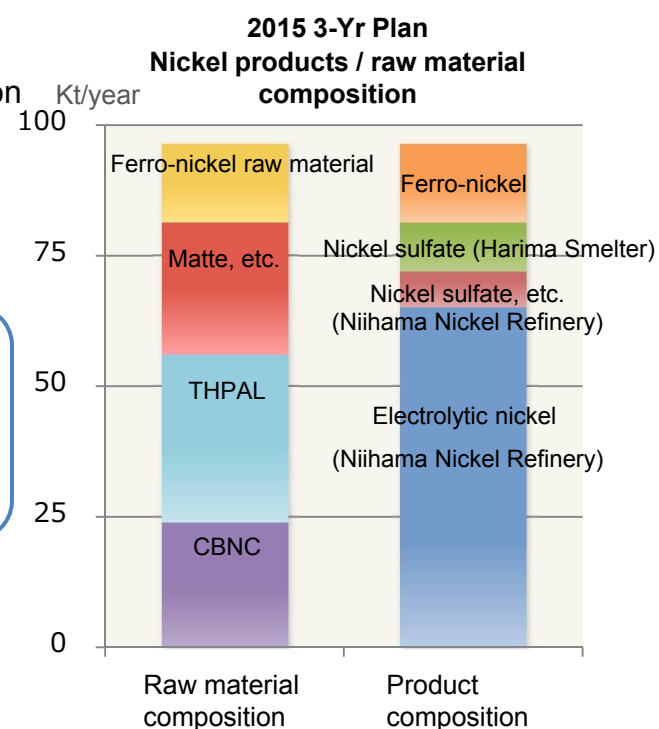 2015 3-Yr Plan
Nickel products / raw material
composition
on
Kt/year
100
75
50
25
0
Ferro-nickel raw material
Matte, etc.
THPAL
CBNC
Ferro-nickel
Nickel sulfate (Harima Smelter)
Nickel sulfate, etc.
(Niihama Nickel Refinery)
Electrolytic nickel
(Niihama Nickel Refinery)
Raw material
composition
Product
composition